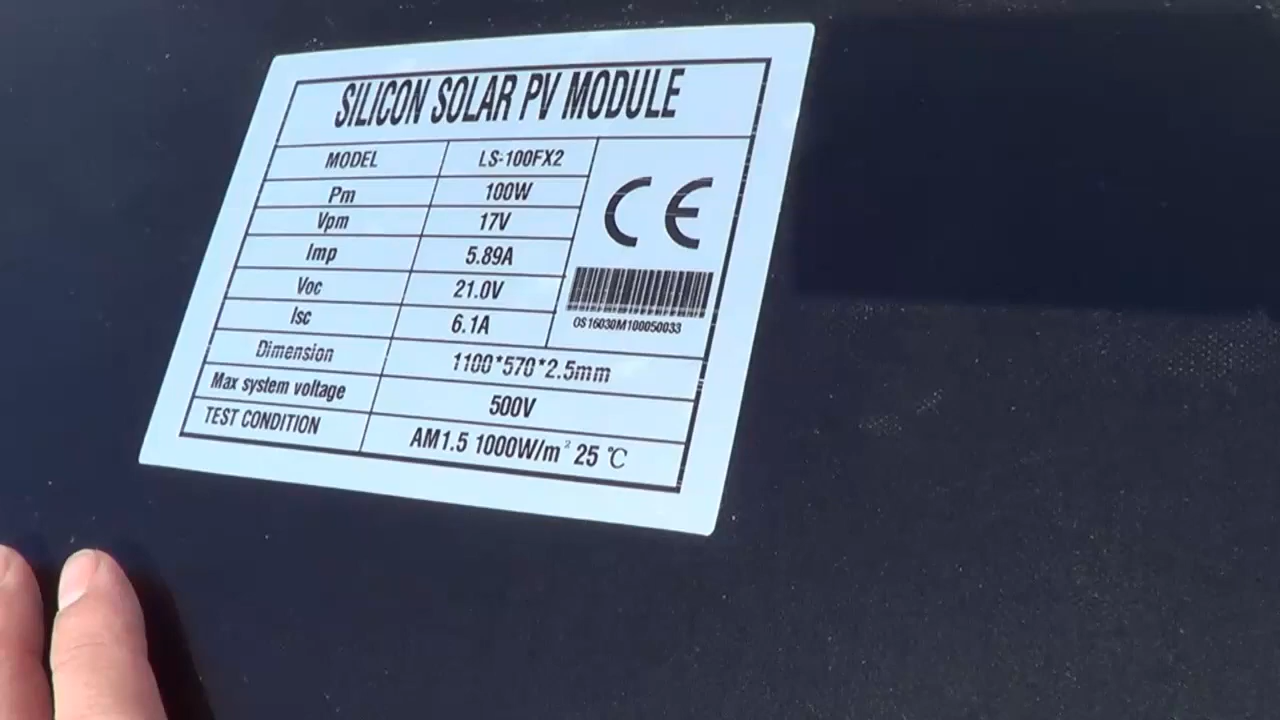 SILICON SOLAR PV MODULE
MODEL LS-100FX2
Pm 100W
Vpm 17V
Imp 5.89A
Voc 21.0V
Isc 6.1A
CE
OS16030M100050033
Dimension 1100*570*2.5mm
Max system voltage 500V
TEST CONDITION AM1.5 1000W/m² 25 ℃